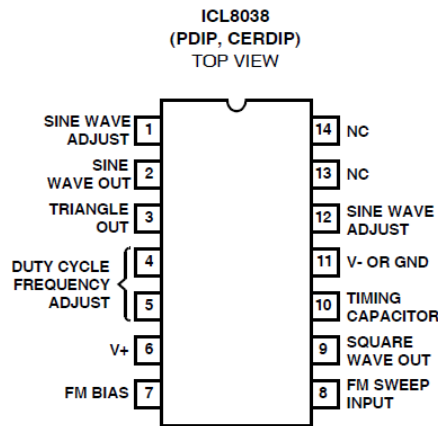 ICL8038
(PDIP, CERDIP)
TOP VIEW
SINE WAVE
ADJUST
1
SINE
WAVE OUT
2
TRIANGLE
OUT
3
DUTY CYCLE
FREQUENCY
ADJUST
4
5
V+
6
FM BIAS
7
14
NC
13
NC
12
SINE WAVE
ADJUST
11
V- OR GND
10
TIMING
CAPACITOR
9
SQUARE
WAVE OUT
8
FM SWEEP
INPUT